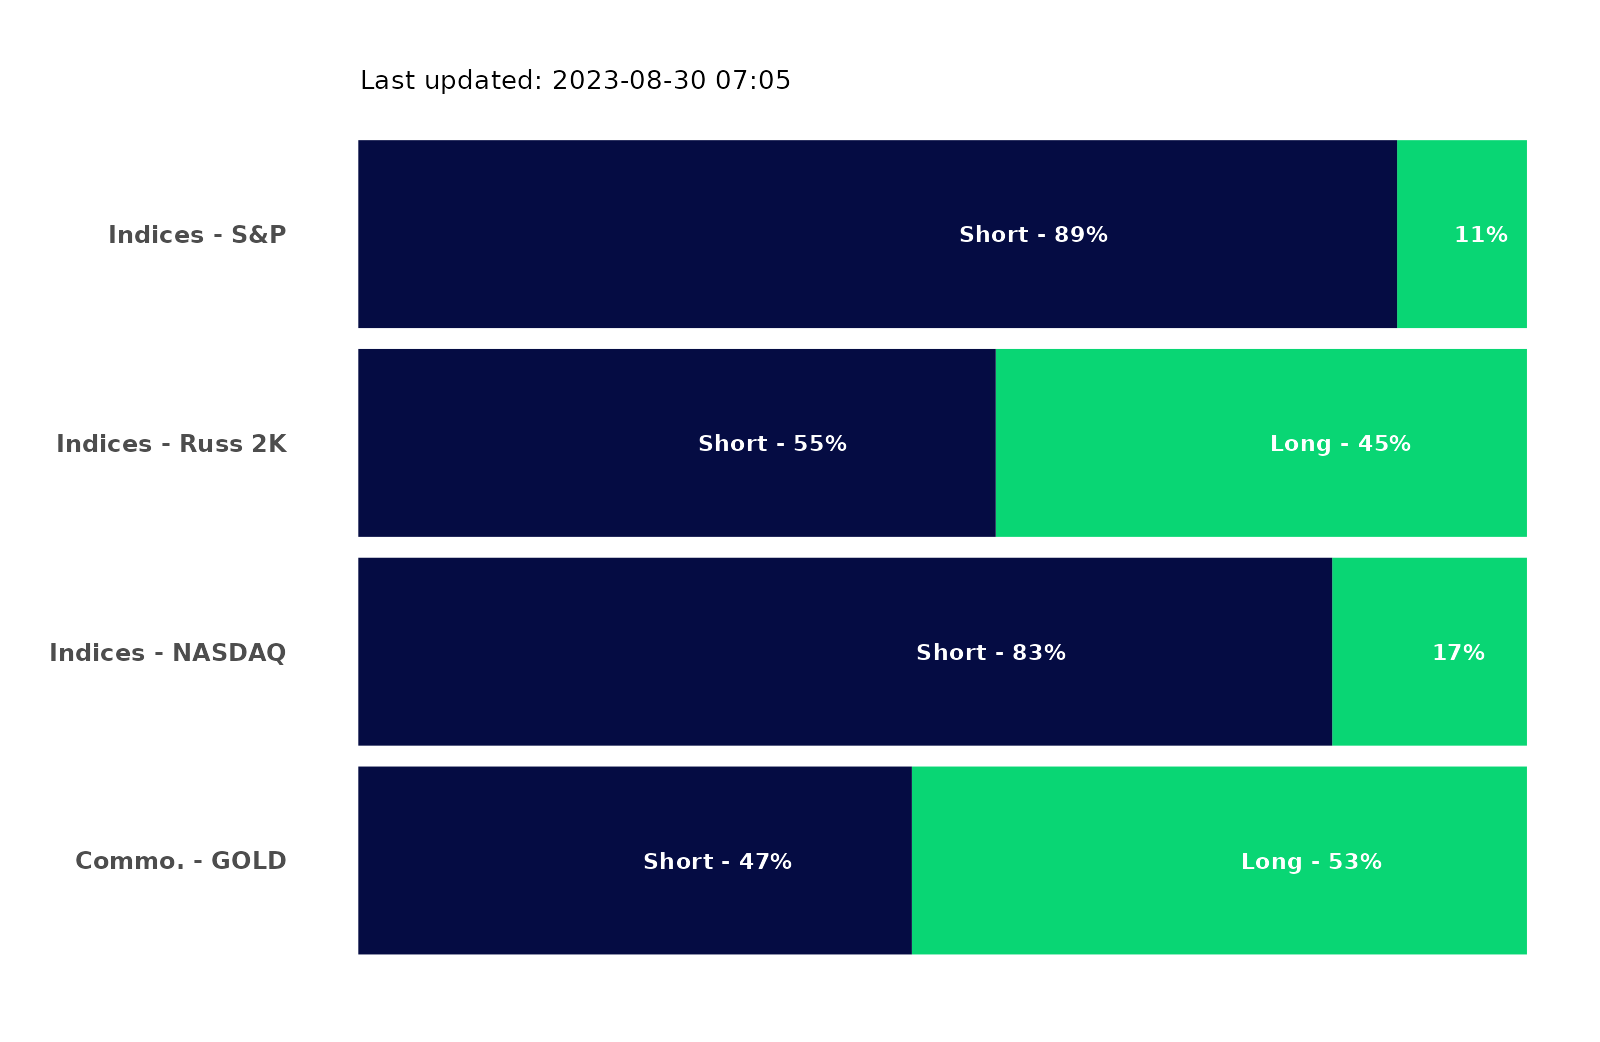 Last updated: 2023-08-30 07:05
Indices - S&P
Short - 89%
11%
Indices - Russ 2K
Short - 55%
Long - 45%
Indices - NASDAQ
Short - 83%
17%
Commo. - GOLD
Short - 47%
Long - 53%